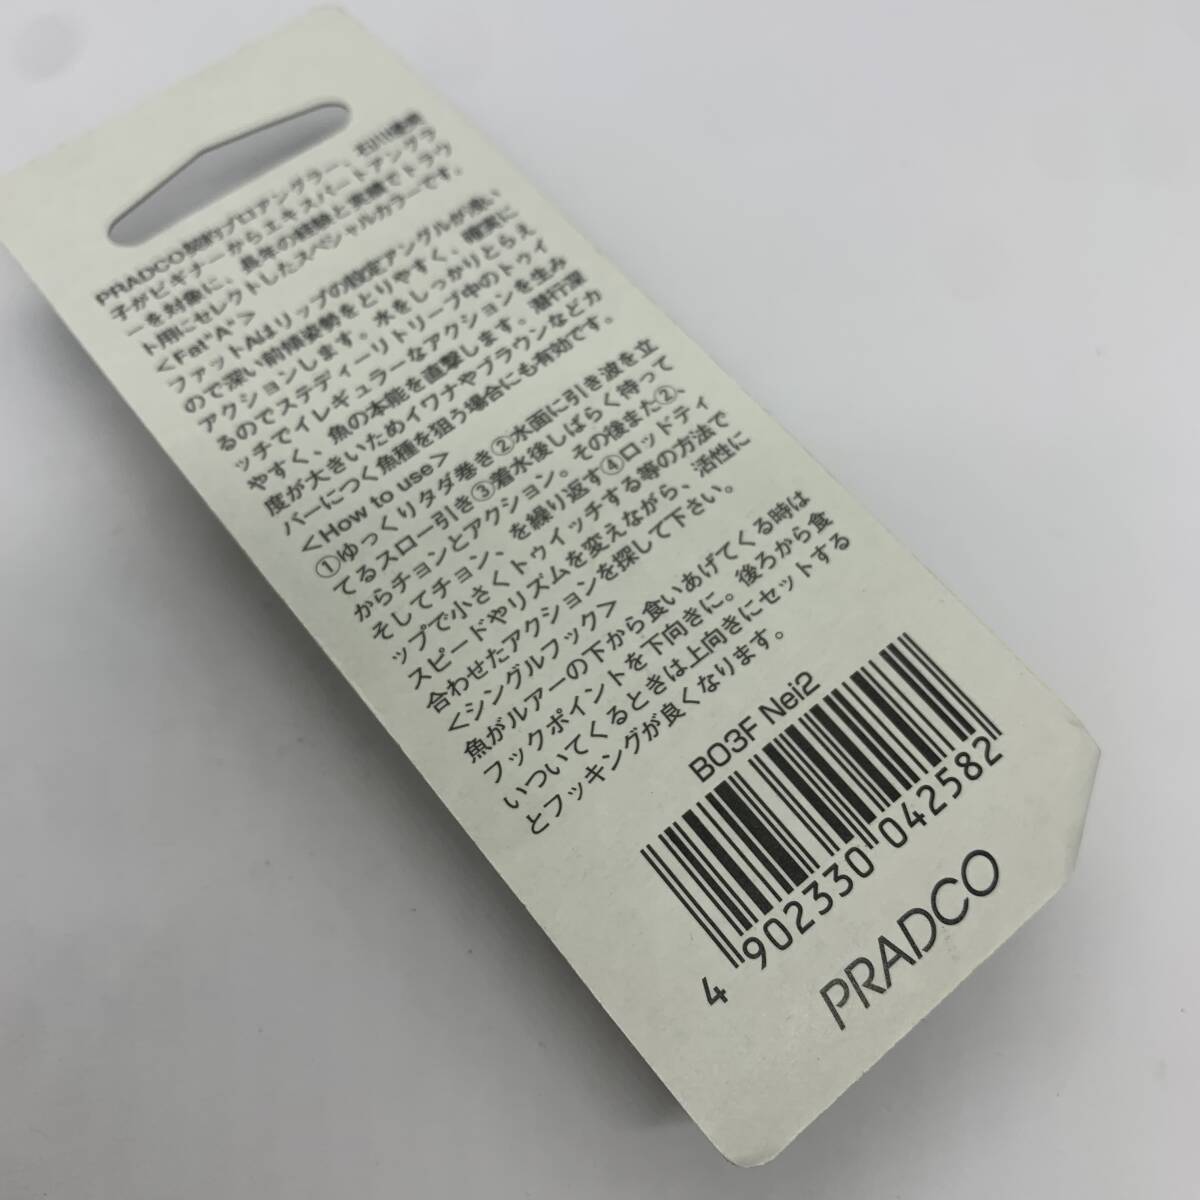 PRADCO契約プロアングラー、石川
子がビギナーからエキスパートアングラ
ーを対象に、長年の経験と実績でトラウ
ト用にセレクトしたスペシャルカラーです。
<Fat"A">
ファットAはリップの設定アングルが浅い
ので深い前傾姿勢をとりやすく、確実に
アクションします。水をしっかりとらえ
るのでステディーリトリーブ中のトゥイ
ッチでイレギュラーなアクションを生み
やすく、魚の本能を直撃します。潜行深
度が大きいためイワナやブラウンなどカ
バーにつく魚種を狙う場合にも有効です。
<How to use>
①ゆっくりタダ巻き②水面に引き波を立
てるスロー引き③着水後しばらく待って
からチョンとアクション。その後また②、
そしてチョン、を繰り返す④ロッドティ
ップで小さくトゥイッチする等の方法で
スピードやリズムを変えながら、活性に
合わせたアクションを探して下さい。
<シングルフック>
魚がルアーの下から食いあげてくる時は
フックポイントを下向きに。後ろから食
いついてくるときは上向きにセットする
とフッキングが良くなります。
B03F Nei2
4 902330 042582
PRADCO